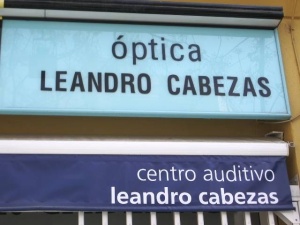 óptica
LEANDRO CABEZAS
centro auditivo
leandro cabezas